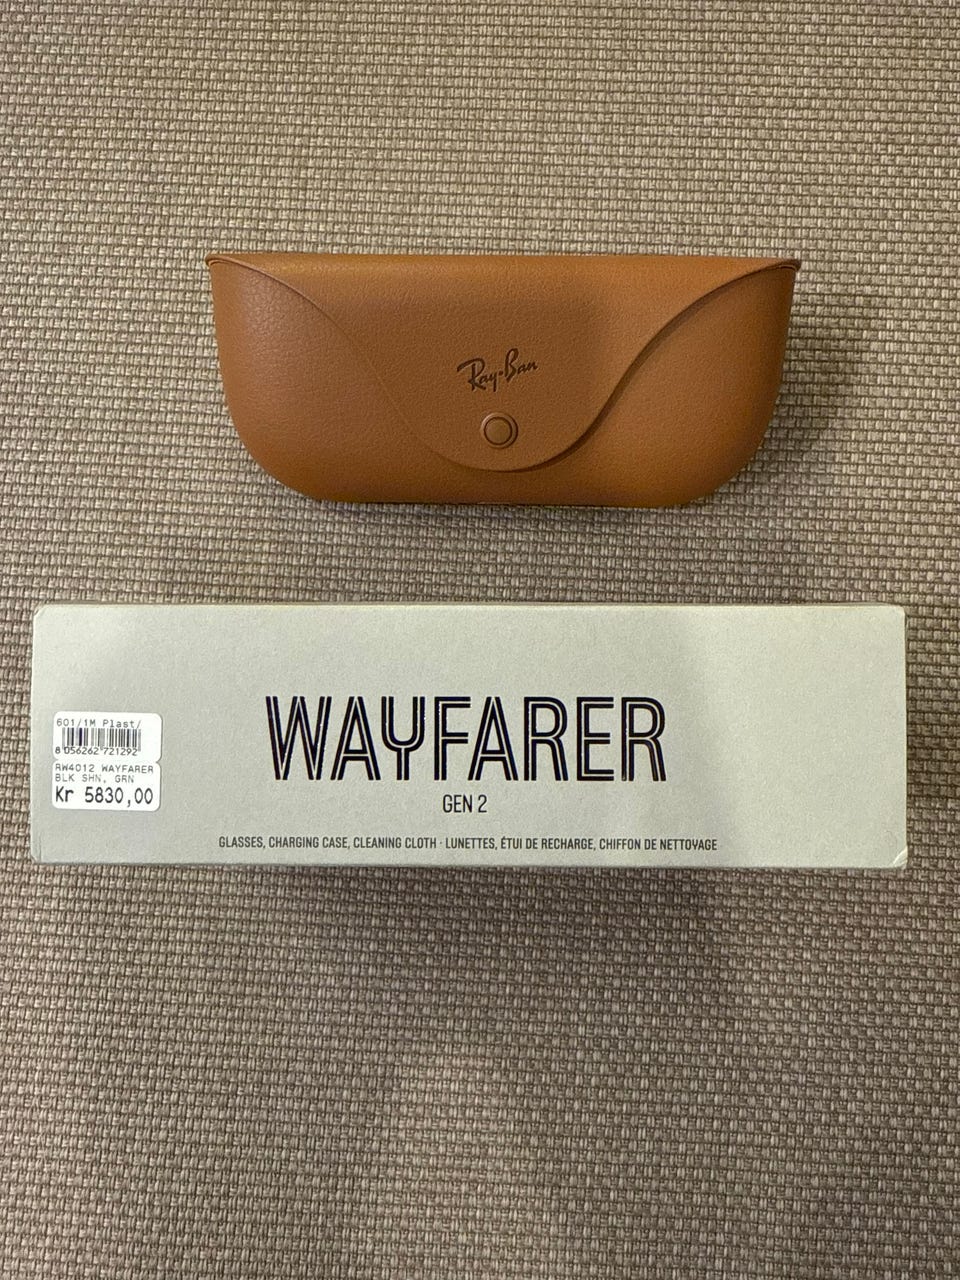 Ray-Ban
WAYFARER
GEN 2
GLASSES, CHARGING CASE, CLEANING CLOTH · LUNETTES, ÉTUI DE RECHARGE, CHIFFON DE NETTOYAGE
601/1M Plast/
8 056262 721292
RW4012 WAYFARER
BLK SHN, GRN
Kr 5830,00